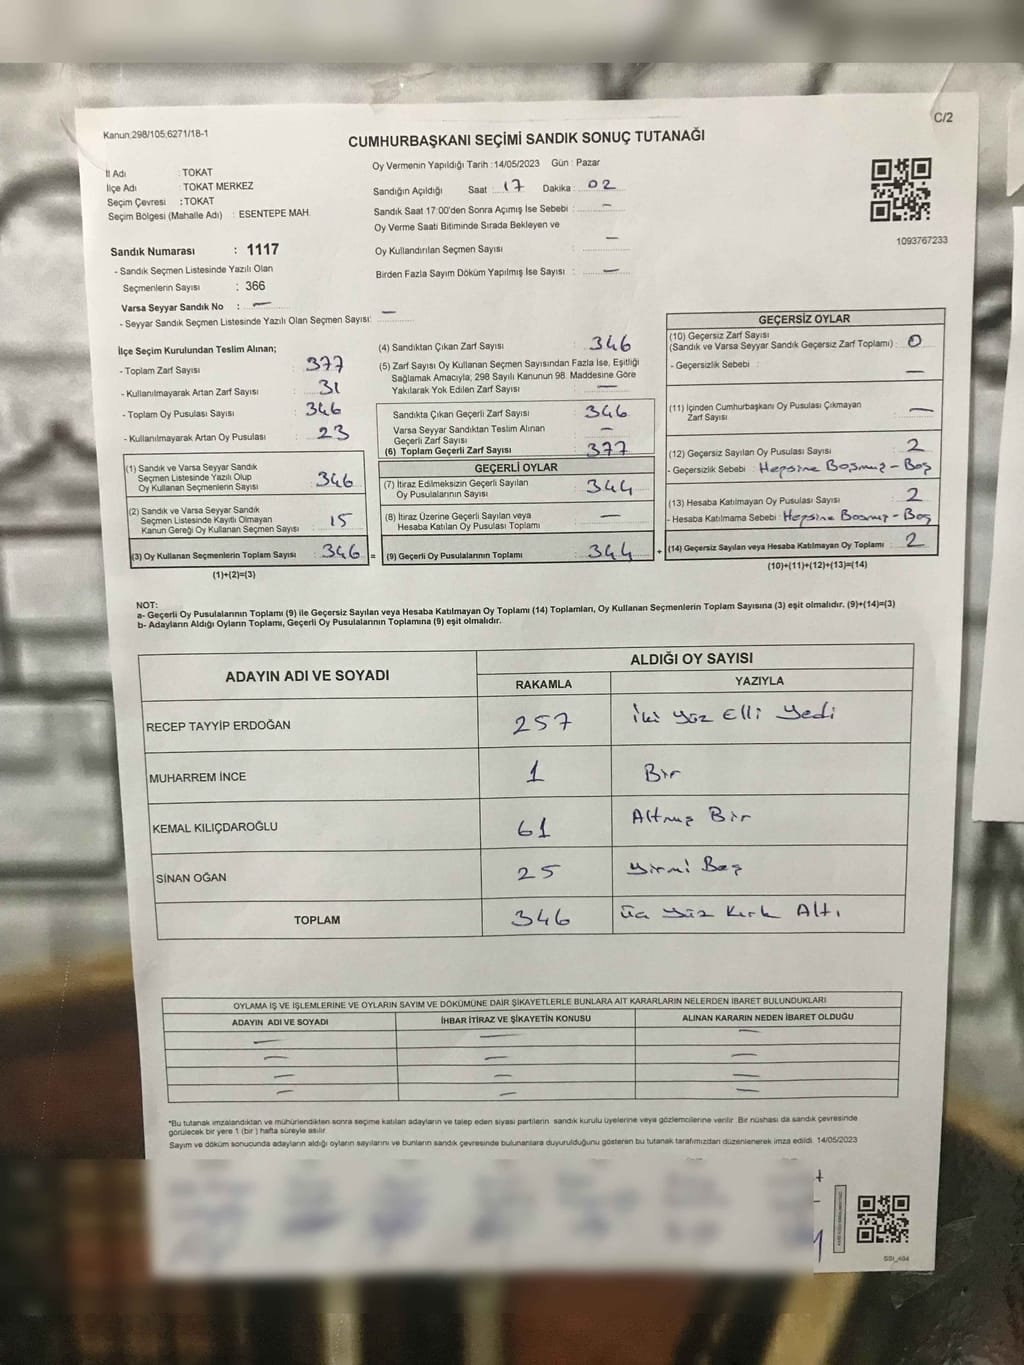 C/2
Kanun:298/105;6271/18-1
CUMHURBAŞKANI SEÇİMİ SANDIK SONUÇ TUTANAĞI
İl Adı : TOKAT
İlçe Adı : TOKAT MERKEZ
Seçim Çevresi : TOKAT
Seçim Bölgesi (Mahalle Adı) : ESENTEPE MAH.
Oy Vermenin Yapıldığı Tarih : 14/05/2023 Gün : Pazar
Sandığın Açıldığı Saat : 17 Dakika : 02
Sandık Saat 17:00'den Sonra Açımış İse Sebebi : —
Oy Verme Saati Bitiminde Sırada Bekleyen ve
Oy Kullandırılan Seçmen Sayısı : —
Birden Fazla Sayım Döküm Yapılmış İse Sayısı : —
1093767233
Sandık Numarası : 1117
- Sandık Seçmen Listesinde Yazılı Olan
Seçmenlerin Sayısı : 366
Varsa Seyyar Sandık No : —
- Seyyar Sandık Seçmen Listesinde Yazılı Olan Seçmen Sayısı: —
İlçe Seçim Kurulundan Teslim Alınan;
- Toplam Zarf Sayısı : 377
- Kullanılmayarak Artan Zarf Sayısı : 31
- Toplam Oy Pusulası Sayısı : 346
- Kullanılmayarak Artan Oy Pusulası : 23
(1) Sandık ve Varsa Seyyar Sandık
Seçmen Listesinde Yazılı Olup
Oy Kullanan Seçmenlerin Sayısı : 346
(2) Sandık ve Varsa Seyyar Sandık
Seçmen Listesinde Kayıtlı Olmayan
Kanun Gereği Oy Kullanan Seçmen Sayısı : 15
(3) Oy Kullanan Seçmenlerin Toplam Sayısı : 346 =
(1)+(2)=(3)
(4) Sandıktan Çıkan Zarf Sayısı : 346
(5) Zarf Sayısı Oy Kullanan Seçmen Sayısından Fazla İse, Eşitliği
Sağlamak Amacıyla; 298 Sayılı Kanunun 98. Maddesine Göre
Yakılarak Yok Edilen Zarf Sayısı : —
Sandıkta Çıkan Geçerli Zarf Sayısı : 346
Varsa Seyyar Sandıktan Teslim Alınan
Geçerli Zarf Sayısı : —
(6) Toplam Geçerli Zarf Sayısı : 377
GEÇERLİ OYLAR
(7) İtiraz Edilmeksizin Geçerli Sayılan
Oy Pusulalarının Sayısı : 344
(8) İtiraz Üzerine Geçerli Sayılan veya
Hesaba Katılan Oy Pusulası Toplamı : —
(9) Geçerli Oy Pusulalarının Toplamı : 344 +
GEÇERSİZ OYLAR
(10) Geçersiz Zarf Sayısı
(Sandık ve Varsa Seyyar Sandık Geçersiz Zarf Toplamı) : 0
- Geçersizlik Sebebi : —
(11) İçinden Cumhurbaşkanı Oy Pusulası Çıkmayan
Zarf Sayısı : —
(12) Geçersiz Sayılan Oy Pusulası Sayısı : 2
- Geçersizlik Sebebi : Hepsine Basmış - Boş
(13) Hesaba Katılmayan Oy Pusulası Sayısı : 2
- Hesaba Katılmama Sebebi : Hepsine Basmış - Boş
(14) Geçersiz Sayılan veya Hesaba Katılmayan Oy Toplamı : 2
(10)+(11)+(12)+(13)=(14)
NOT:
a- Geçerli Oy Pusulalarının Toplamı (9) ile Geçersiz Sayılan veya Hesaba Katılmayan Oy Toplamı (14) Toplamları, Oy Kullanan Seçmenlerin Toplam Sayısına (3) eşit olmalıdır. (9)+(14)=(3)
b- Adayların Aldığı Oyların Toplamı, Geçerli Oy Pusulalarının Toplamına (9) eşit olmalıdır.
ADAYIN ADI VE SOYADI
ALDIĞI OY SAYISI
RAKAMLA YAZIYLA
RECEP TAYYİP ERDOĞAN 257 İki Yüz Elli Yedi
MUHARREM İNCE 1 Bir
KEMAL KILIÇDAROĞLU 61 Altmış Bir
SİNAN OĞAN 25 Yirmi Beş
TOPLAM 346 Üç Yüz Kırk Altı
OYLAMA İŞ VE İŞLEMLERİNE VE OYLARIN SAYIM VE DÖKÜMÜNE DAİR ŞİKAYETLERLE BUNLARA AİT KARARLARIN NELERDEN İBARET BULUNDUKLARI
ADAYIN ADI VE SOYADI İHBAR İTİRAZ VE ŞİKAYETİN KONUSU ALINAN KARARIN NEDEN İBARET OLDUĞU
— — —
— — —
— — —
— — —
*Bu tutanak imzalandıktan ve mühürlendikten sonra seçime katılan adayların ve talep eden siyasi partilerin sandık kurulu üyelerine veya gözlemcilerine verilir. Bir nüshası da sandık çevresinde
görülecek bir yere 1 (bir ) hafta süreyle asılır.
Sayım ve döküm sonucunda adayların aldığı oyların sayılarını ve bunların sandık çevresinde bulunanlara duyurulduğunu gösteren bu tutanak tarafımızdan düzenlenerek imza edildi. 14/05/2023